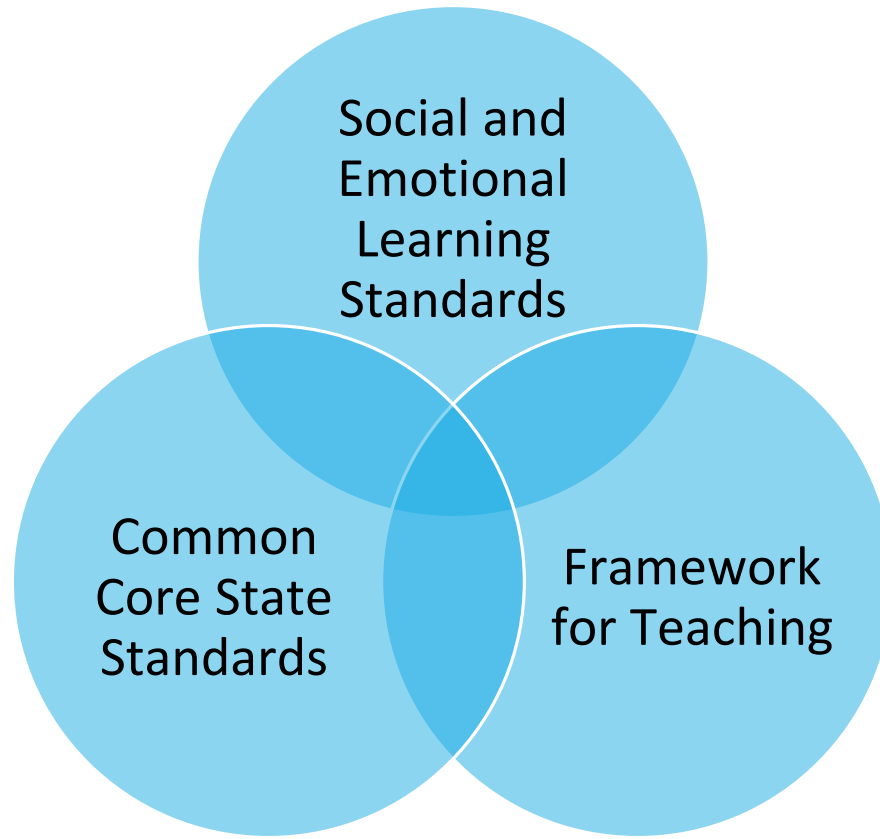 Social and
Emotional
Learning
Standards
Common
Core State
Standards
Framework
for Teaching